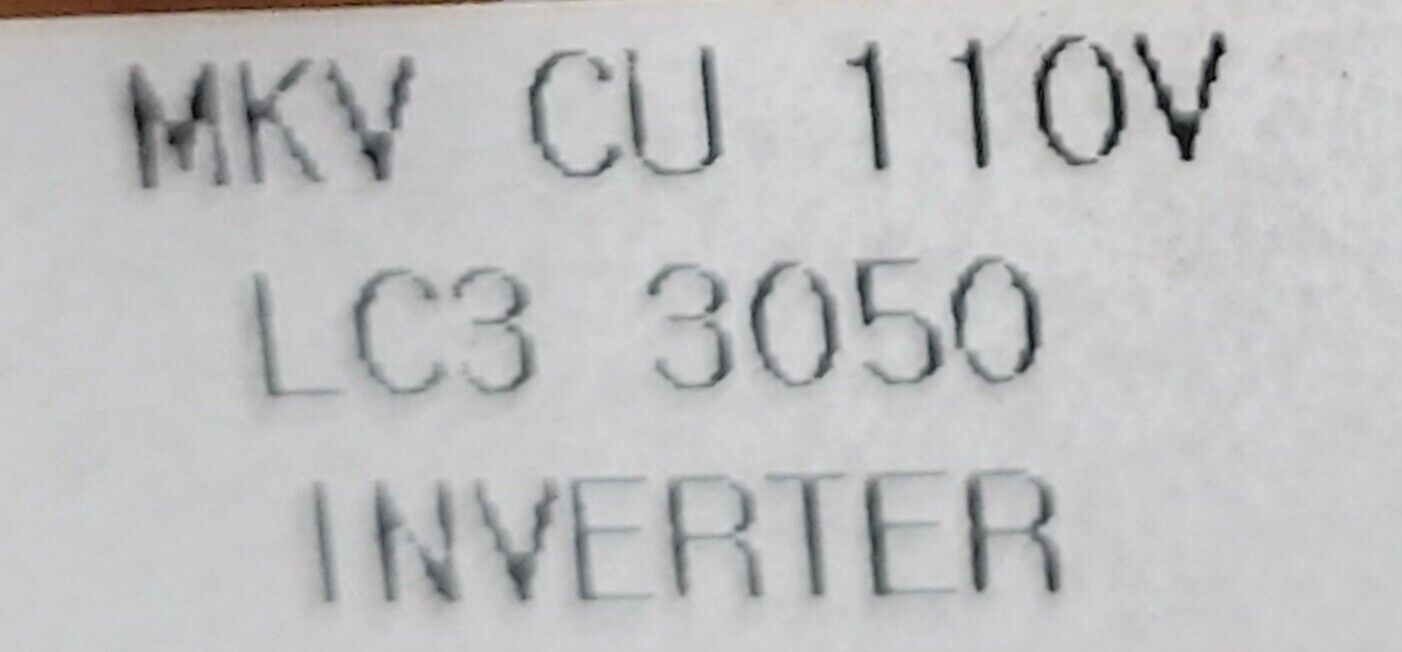 MKV CU 110V
LC3 3050
INVERTER